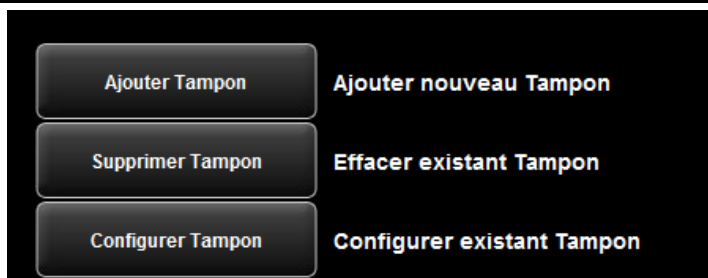 Ajouter Tampon Ajouter nouveau Tampon
Supprimer Tampon Effacer existant Tampon
Configurer Tampon Configurer existant Tampon